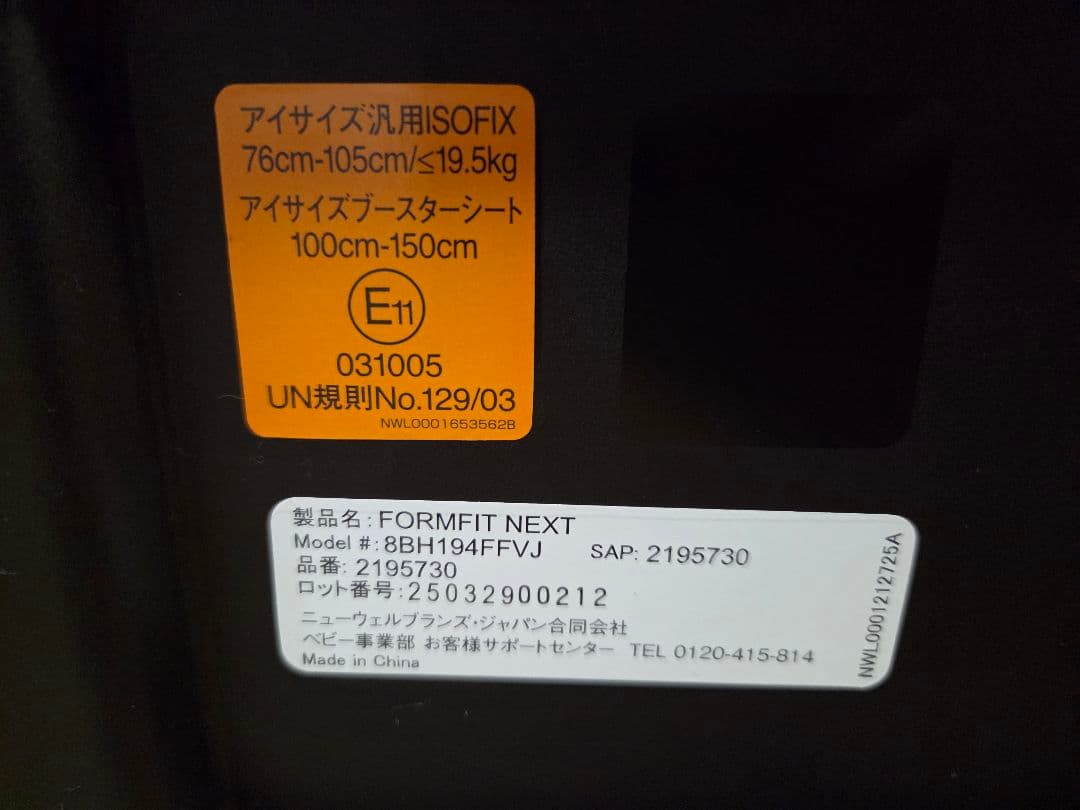 アイサイズ汎用ISOFIX
76cm-105cm/≤19.5kg
アイサイズブースターシート
100cm-150cm
E11
031005
UN規則No.129/03
NWL0001653562B
製品名:FORMFIT NEXT
Model #:8BH194FFVJ SAP: 2195730
品番: 2195730
ロット番号:25032900212
ニューウェルブランズ・ジャパン合同会社
ベビー事業部 お客様サポートセンター TEL 0120-415-814
Made in China
NWL0001212725A